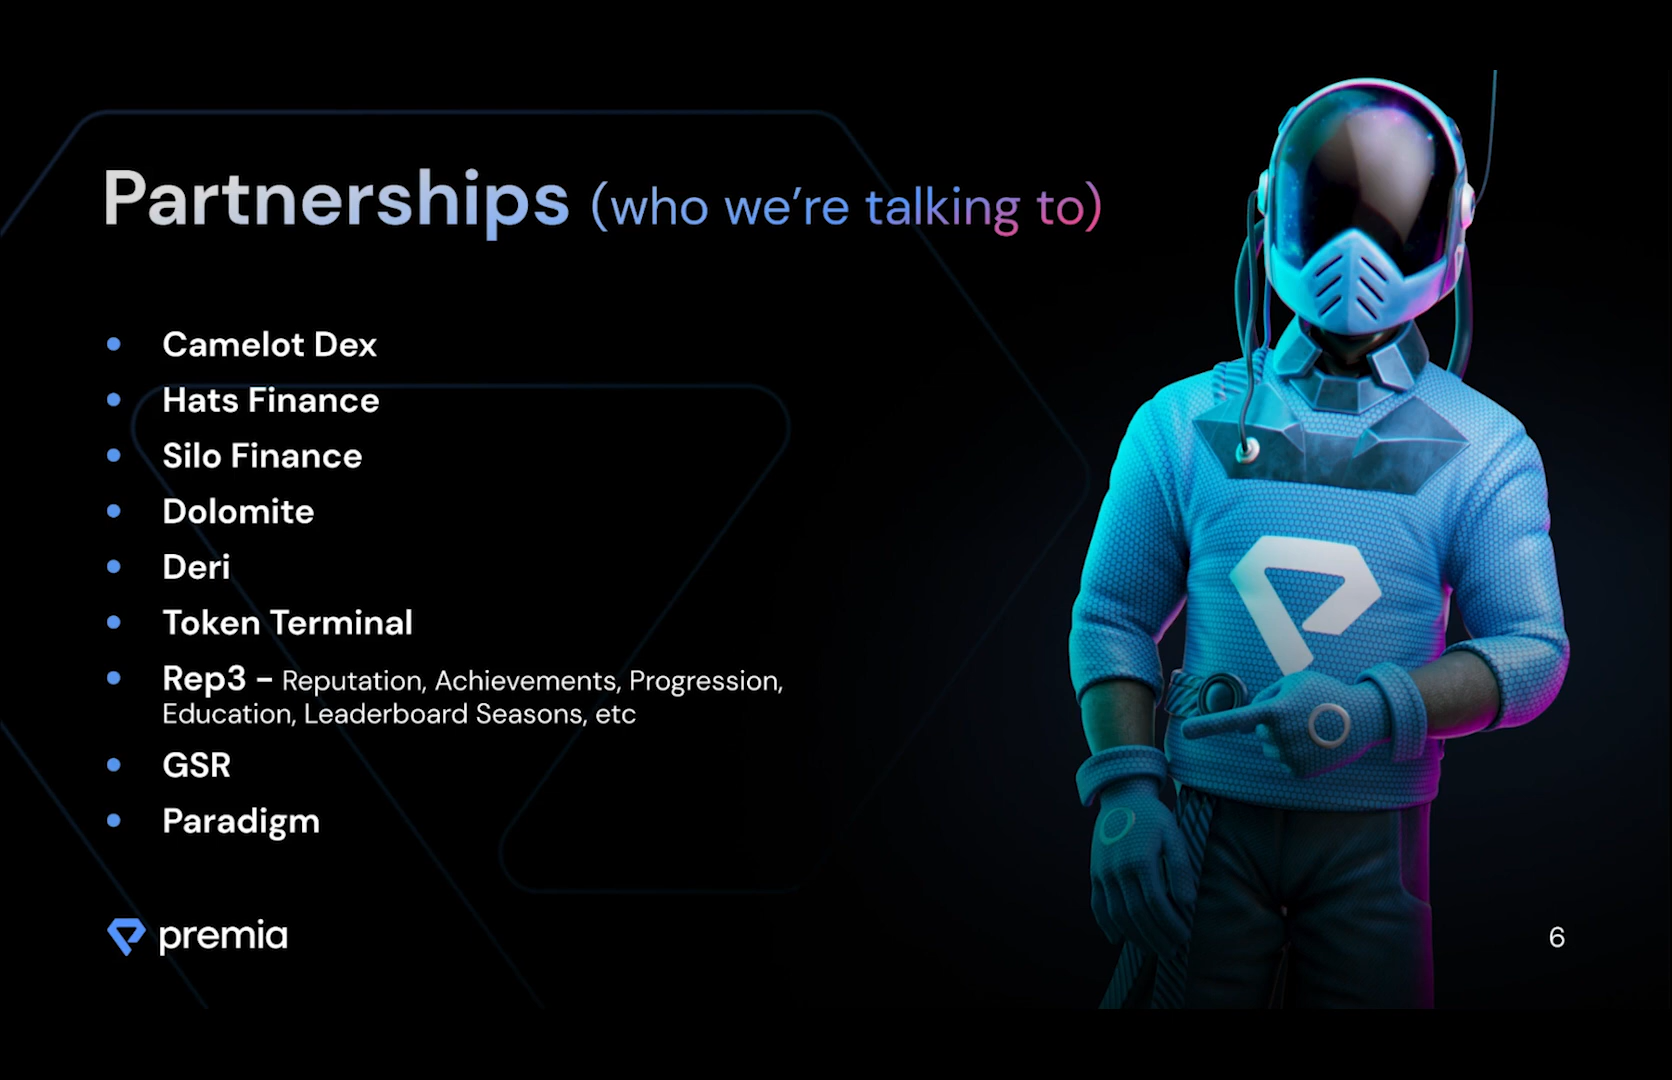 Partnerships (who we're talking to)
• Camelot Dex
• Hats Finance
• Silo Finance
• Dolomite
• Deri
• Token Terminal
• Rep3 – Reputation, Achievements, Progression,
Education, Leaderboard Seasons, etc
• GSR
• Paradigm
premia
6